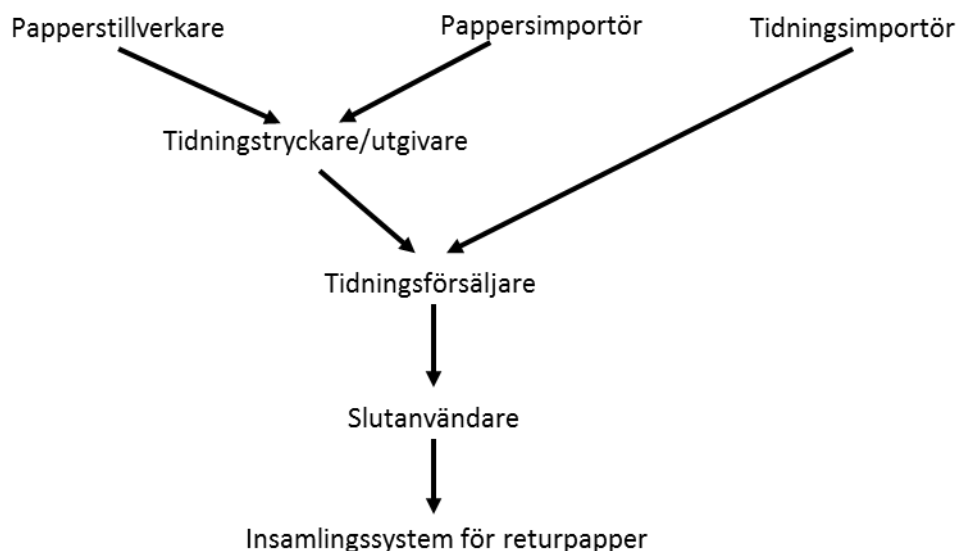 Papperstillverkare
Pappersimportör
Tidningsimportör
Tidningstryckare/utgivare
Tidningsförsäljare
Slutanvändare
Insamlingssystem för returpapper